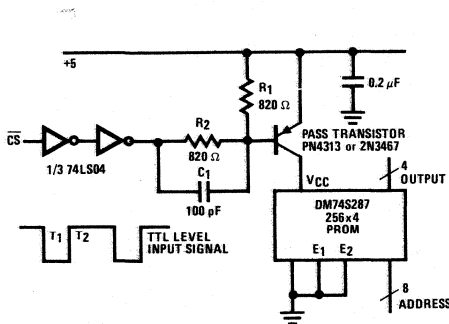 +5
R1
820 Ω
0.2 µF
R2
820 Ω
C1
100 pF
CS
1/3 74LS04
PASS TRANSISTOR
PN4313 or 2N3467
VCC
4
OUTPUT
DM74S287
256x4
PROM
E1 E2
8
ADDRESS
T1 T2
TTL LEVEL
INPUT SIGNAL